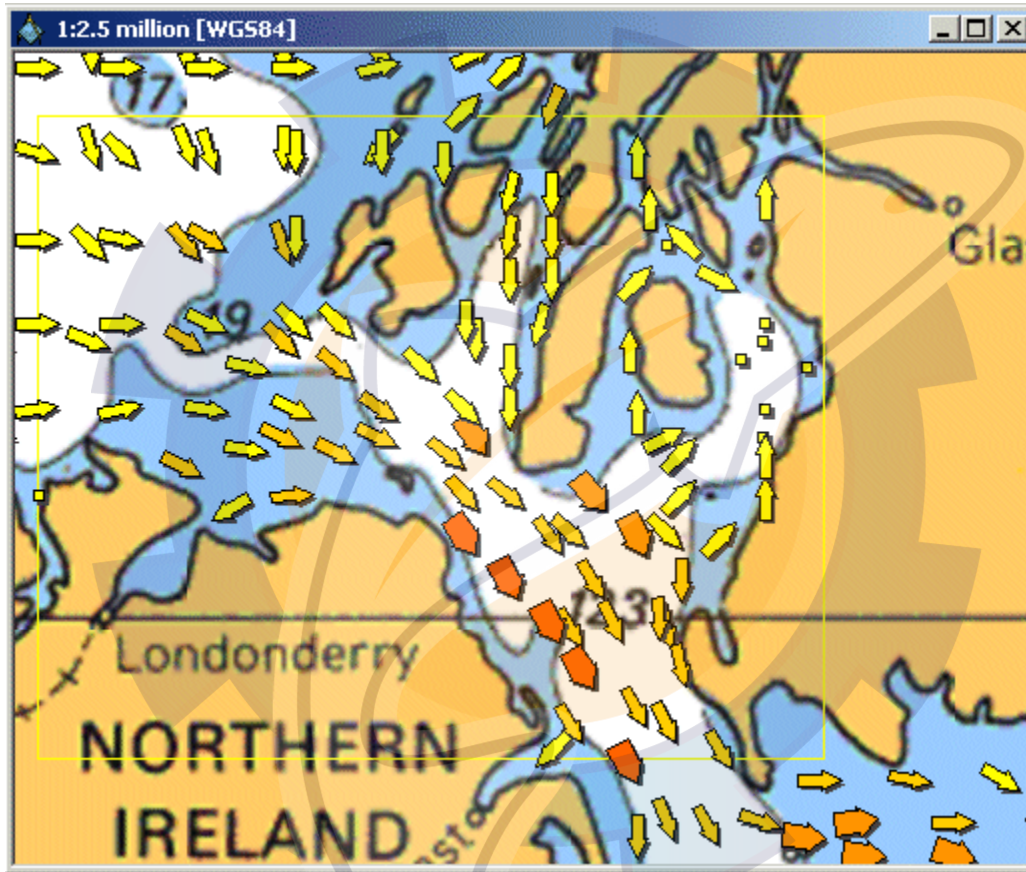 1:2.5 million [WGS84]
17
Gla
19
123
Londonderry
NORTHERN
IRELAND